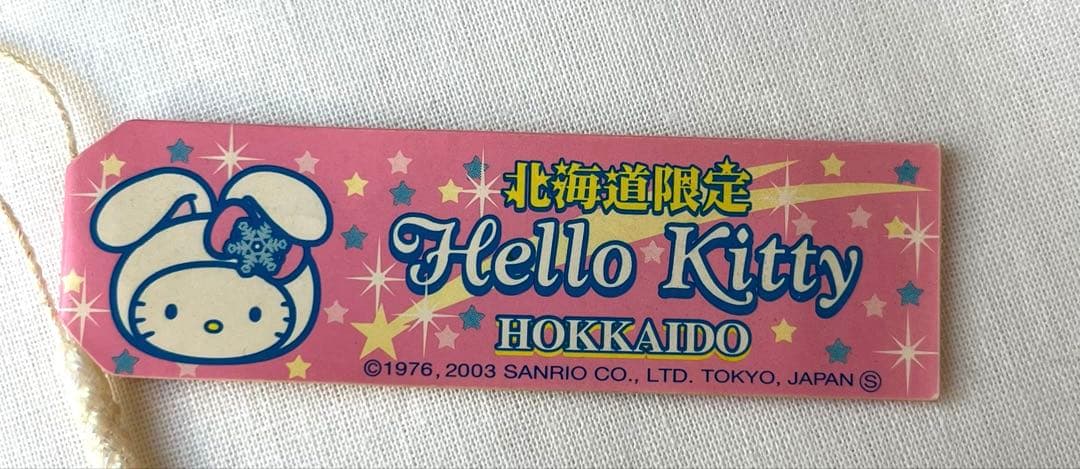 北海道限定
Hello Kitty
HOKKAIDO
©1976, 2003 SANRIO CO., LTD. TOKYO, JAPAN Ⓢ